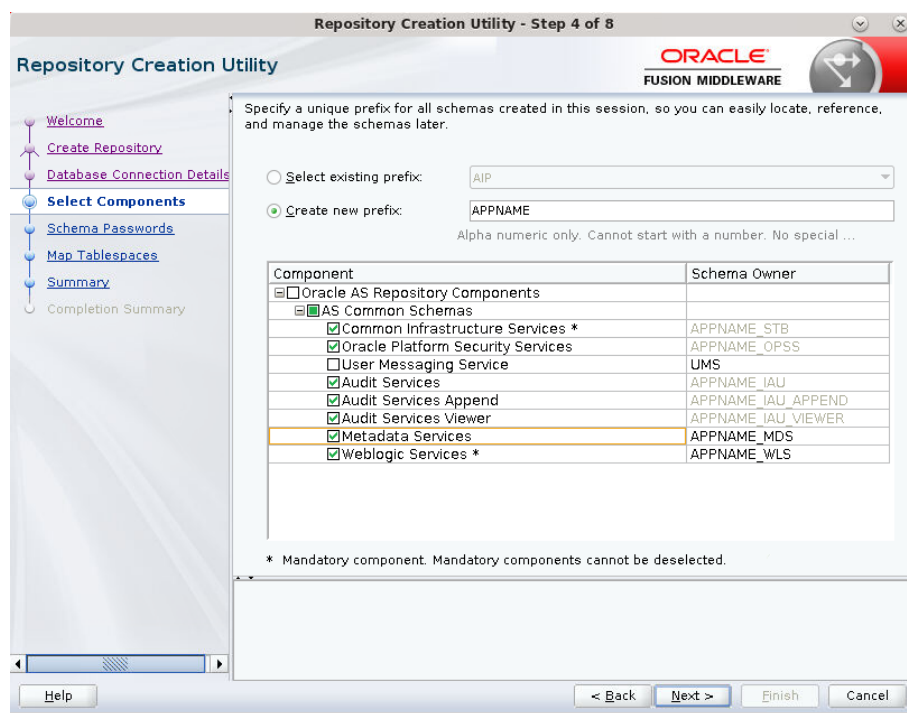 Repository Creation Utility - Step 4 of 8
Repository Creation Utility
ORACLE
FUSION MIDDLEWARE
Welcome
Create Repository
Database Connection Details
Select Components
Schema Passwords
Map Tablespaces
Summary
Completion Summary
Specify a unique prefix for all schemas created in this session, so you can easily locate, reference,
and manage the schemas later.
Select existing prefix: AIP
Create new prefix: APPNAME
Alpha numeric only. Cannot start with a number. No special ...
Component Schema Owner
Oracle AS Repository Components
AS Common Schemas
Common Infrastructure Services * APPNAME_STB
Oracle Platform Security Services APPNAME_OPSS
User Messaging Service UMS
Audit Services APPNAME_IAU
Audit Services Append APPNAME_IAU_APPEND
Audit Services Viewer APPNAME_IAU_VIEWER
Metadata Services APPNAME_MDS
Weblogic Services * APPNAME_WLS
* Mandatory component. Mandatory components cannot be deselected.
Help < Back Next > Finish Cancel